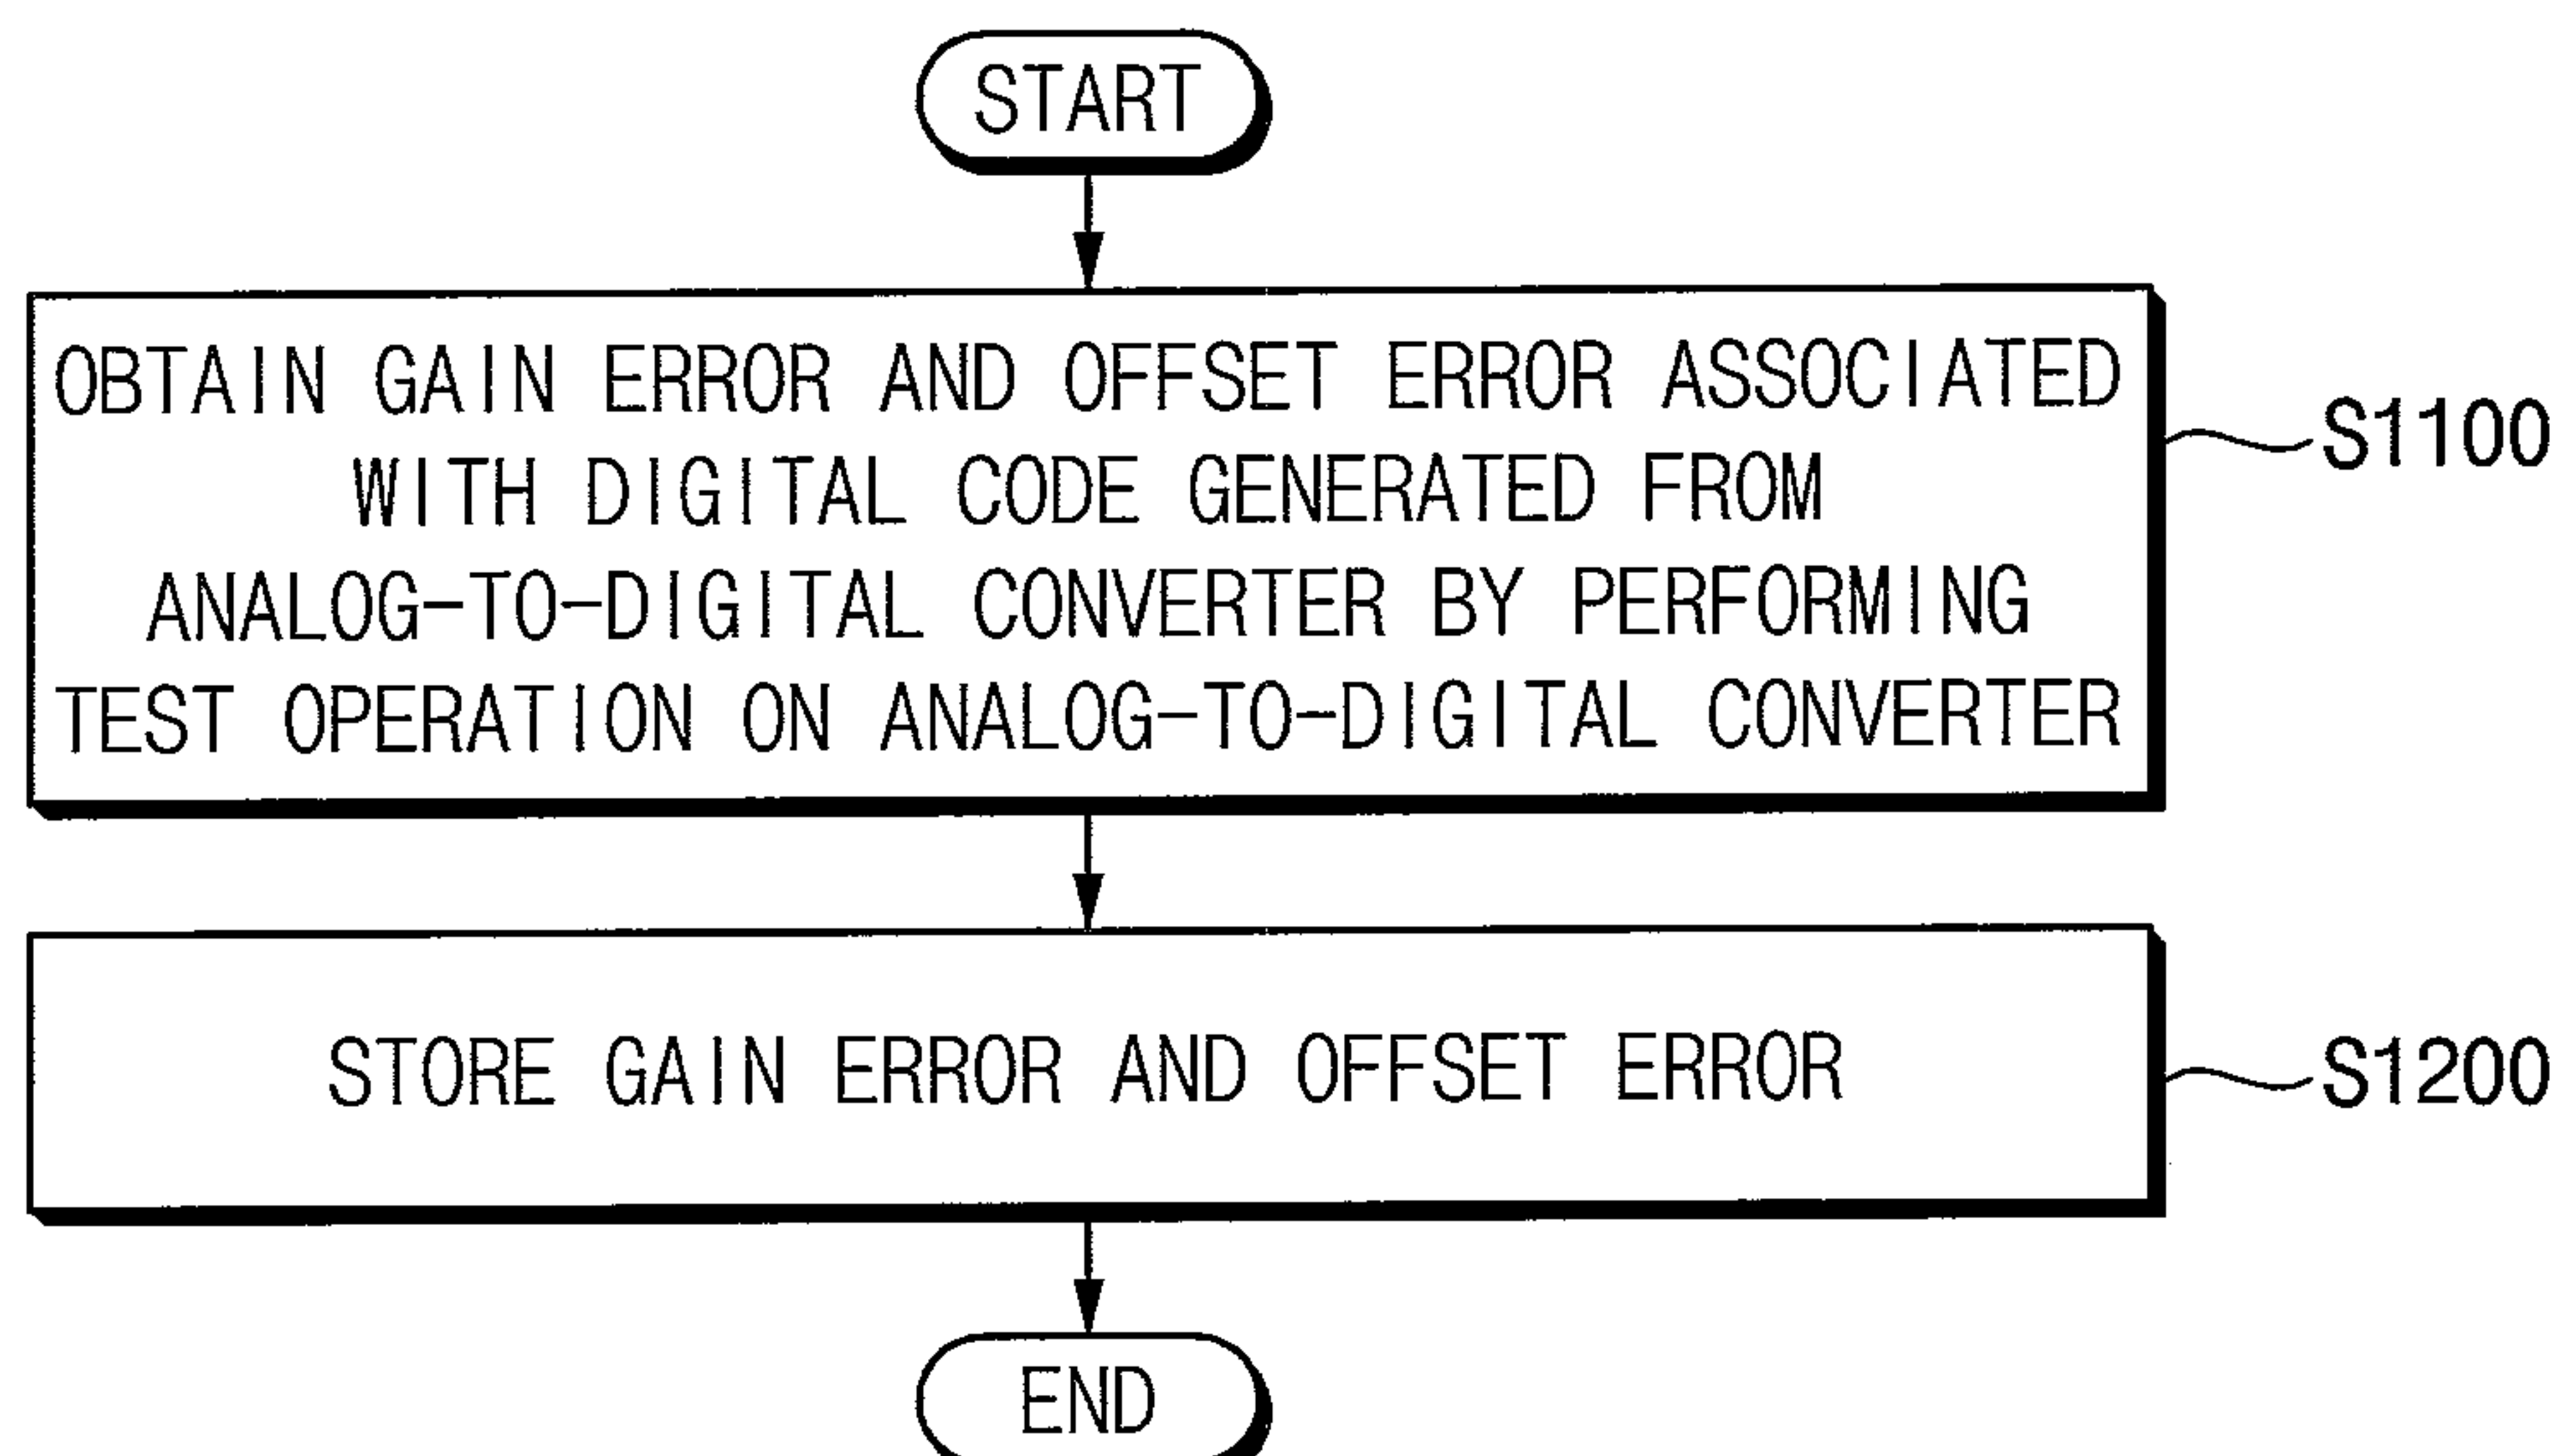 START
OBTAIN GAIN ERROR AND OFFSET ERROR ASSOCIATED
WITH DIGITAL CODE GENERATED FROM
ANALOG-TO-DIGITAL CONVERTER BY PERFORMING
TEST OPERATION ON ANALOG-TO-DIGITAL CONVERTER
S1100
STORE GAIN ERROR AND OFFSET ERROR
S1200
END